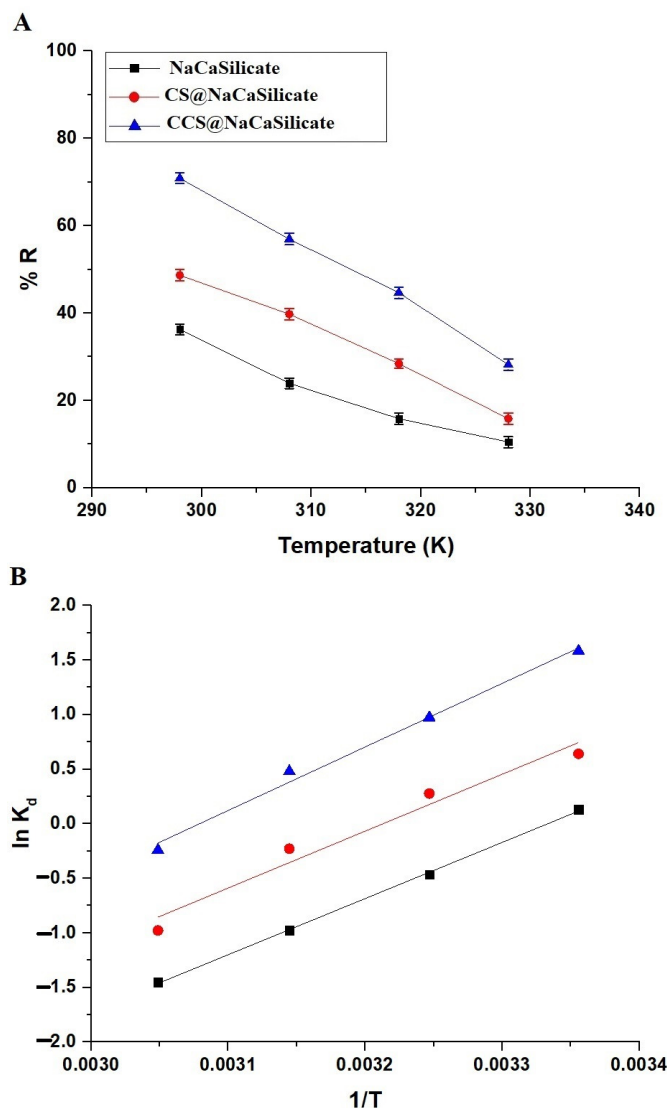 A
100
NaCaSilicate
CS@NaCaSilicate
CCS@NaCaSilicate
80
60
% R
40
20
0
290 300 310 320 330 340
Temperature (K)
B
2.0
1.5
1.0
0.5
ln Kd
0.0
−0.5
−1.0
−1.5
−2.0
0.0030 0.0031 0.0032 0.0033 0.0034
1/T